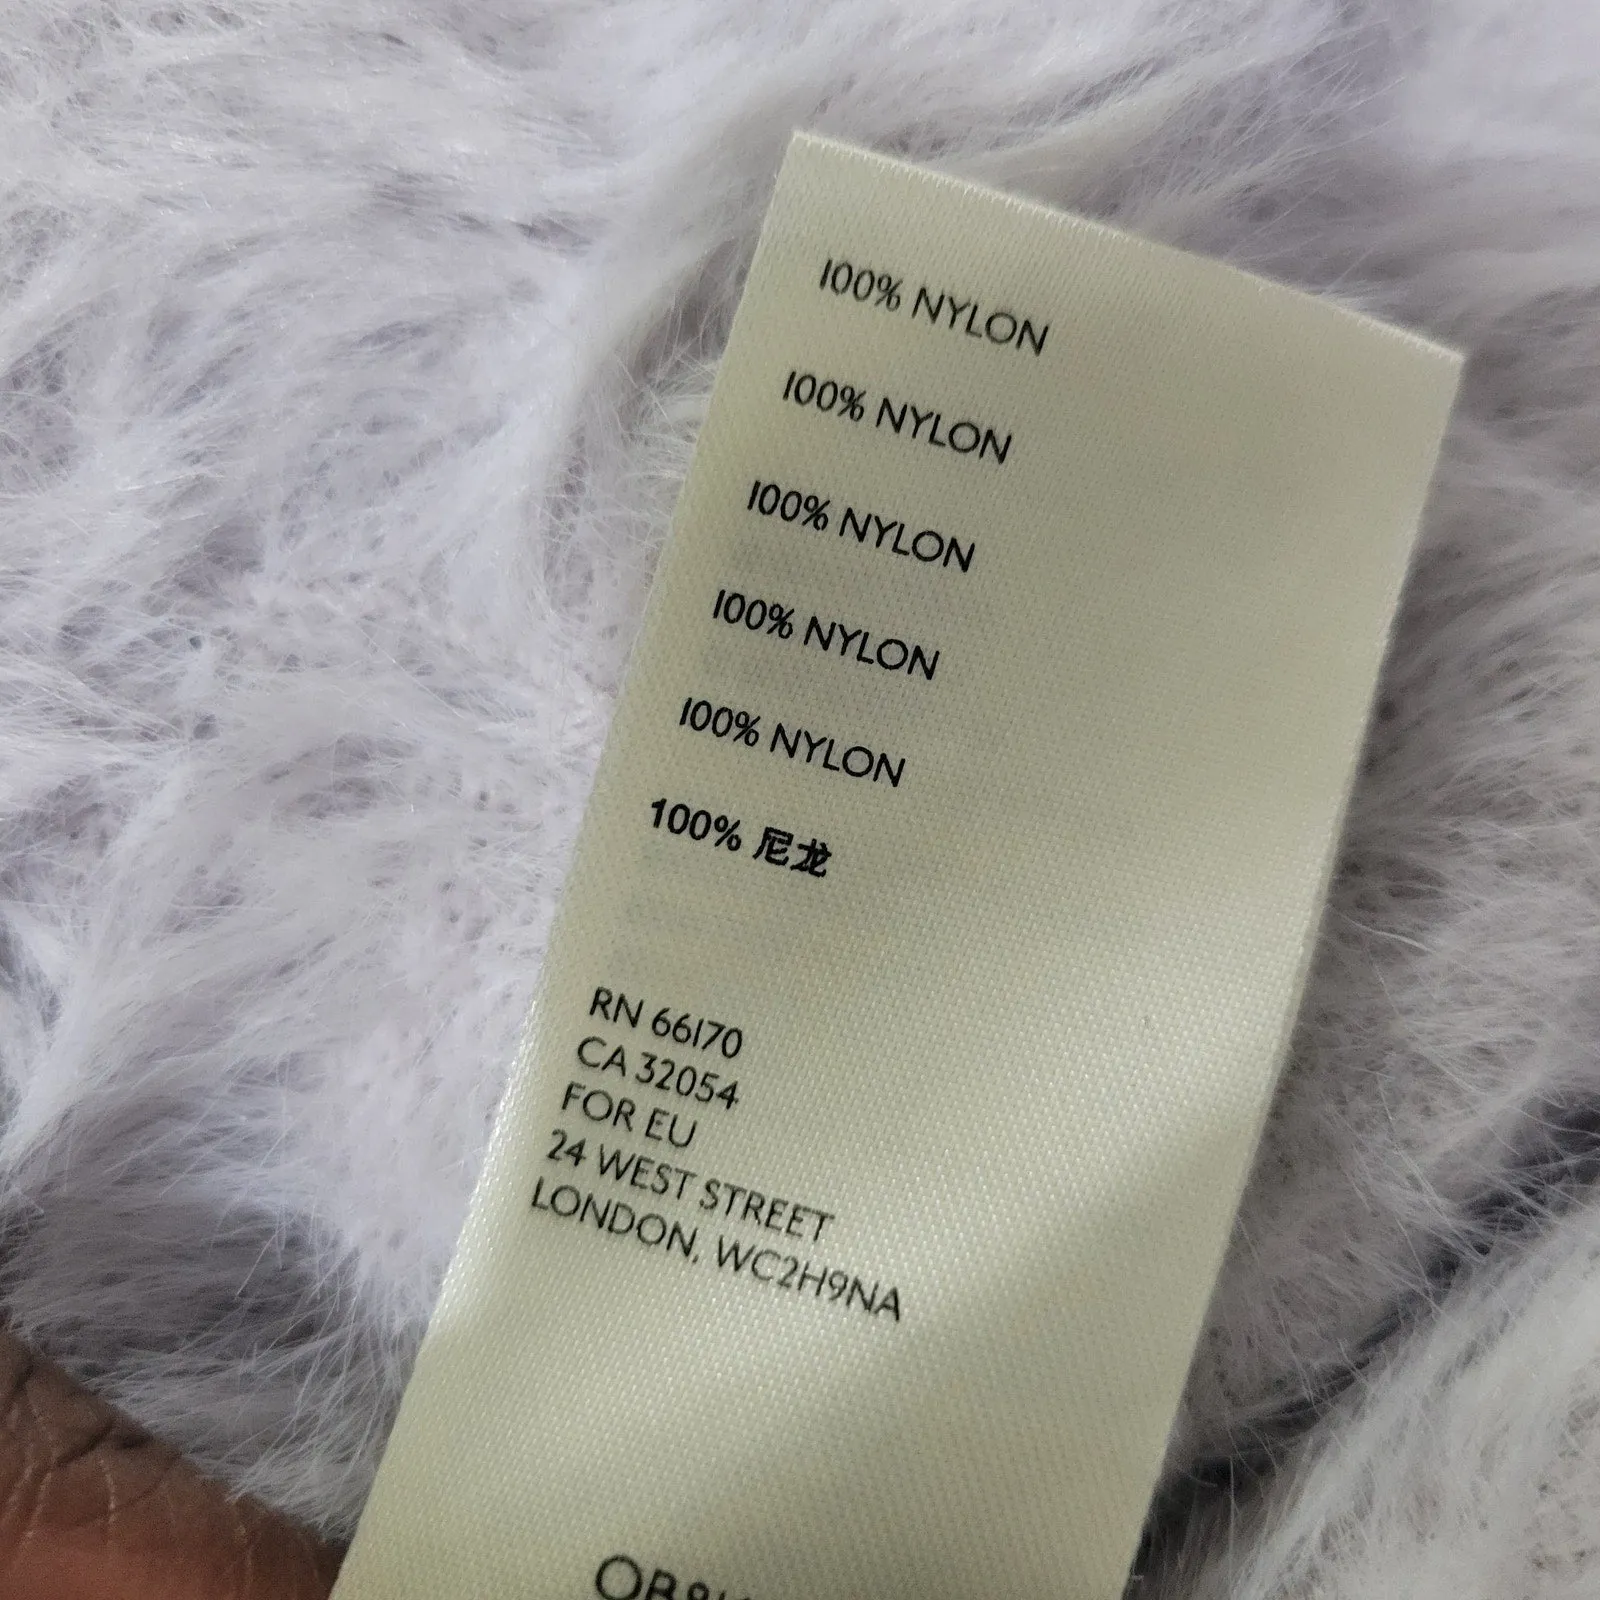 100% NYLON
100% NYLON
100% NYLON
100% NYLON
100% NYLON
100% 尼龙
RN 66170
CA 32054
FOR EU
24 WEST STREET
LONDON, WC2H9NA